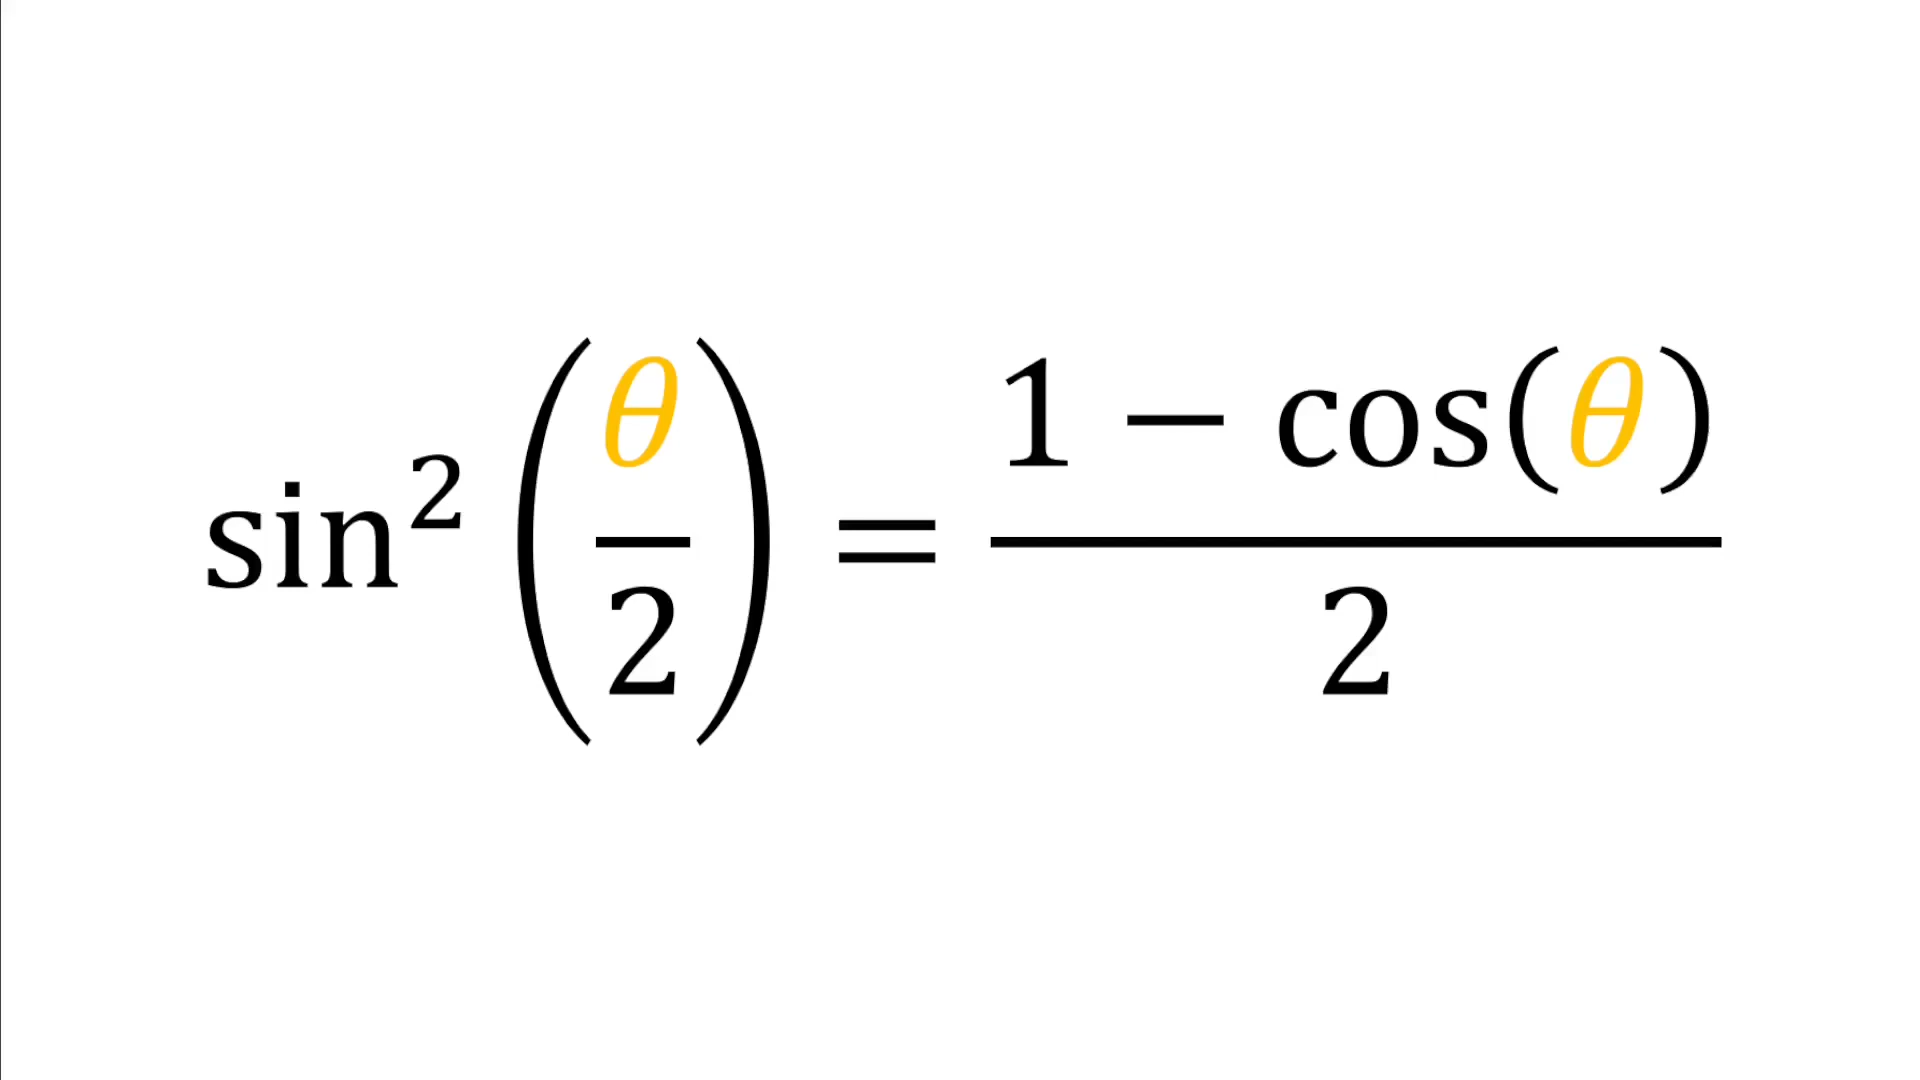 sin²(θ/2) = (1 − cos(θ))/2